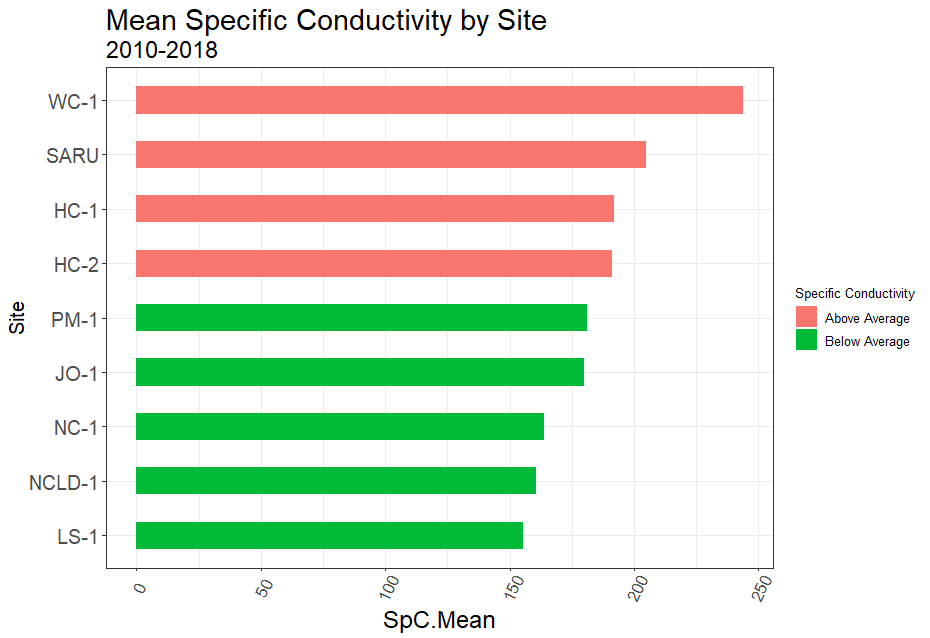 Mean Specific Conductivity by Site
2010-2018
WC-1
SARU
HC-1
HC-2
PM-1
JO-1
NC-1
NCLD-1
LS-1
Site
0
50
100
150
200
250
SpC.Mean
Specific Conductivity
Above Average
Below Average